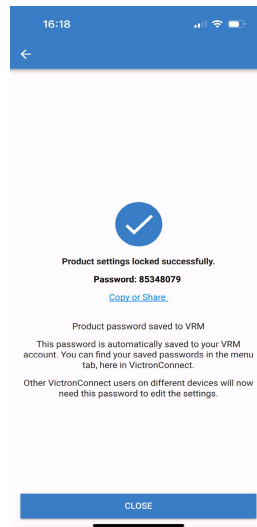 16:18
Product settings locked successfully.
Password: 85348079
Copy or Share
Product password saved to VRM
This password is automatically saved to your VRM
account. You can find your saved passwords in the menu
tab, here in VictronConnect.
Other VictronConnect users on different devices will now
need this password to edit the settings.
CLOSE